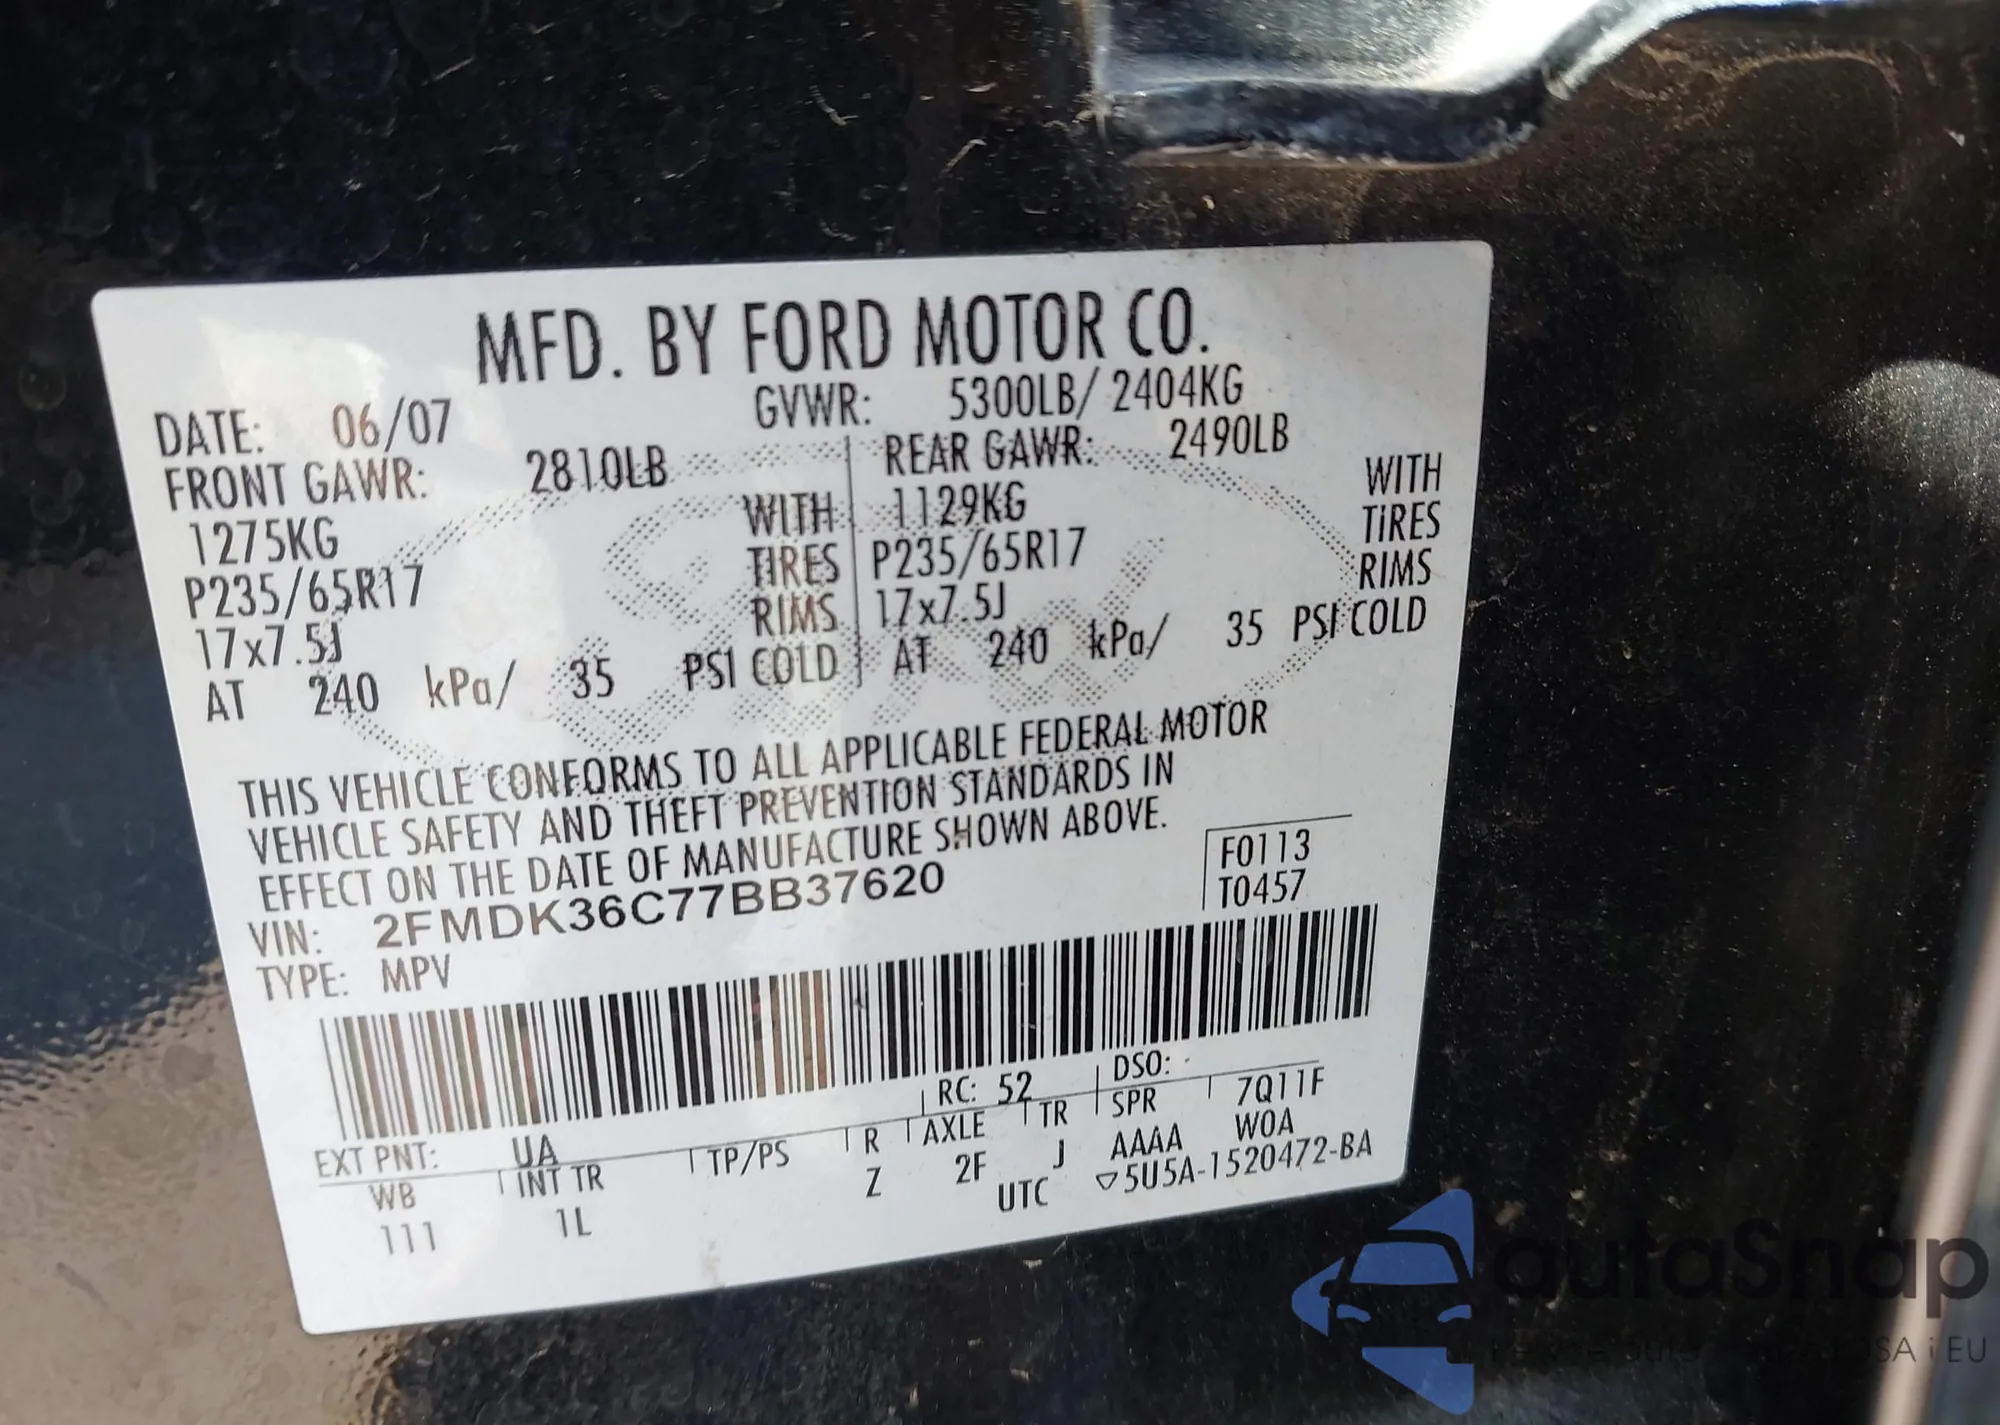 MFD. BY FORD MOTOR CO.
DATE: 06/07 GVWR: 5300LB/ 2404KG
FRONT GAWR: 2810LB REAR GAWR: 2490LB
1275KG WITH 1129KG WITH
P235/65R17 TIRES P235/65R17 TIRES
17x7.5J RIMS 17x7.5J RIMS
AT 240 kPa/ 35 PSI COLD AT 240 kPa/ 35 PSI COLD
THIS VEHICLE CONFORMS TO ALL APPLICABLE FEDERAL MOTOR
VEHICLE SAFETY AND THEFT PREVENTION STANDARDS IN
EFFECT ON THE DATE OF MANUFACTURE SHOWN ABOVE.
VIN: 2FMDK36C77BB37620 F0113
TYPE: MPV T0457
EXT PNT: UA RC: 52 DSO:
WB INT TR TP/PS R AXLE TR SPR 7Q11F
111 1L Z 2F J AAAA WOA
UTC ▽5U5A-1520472-BA
autaSnap
USA i EU